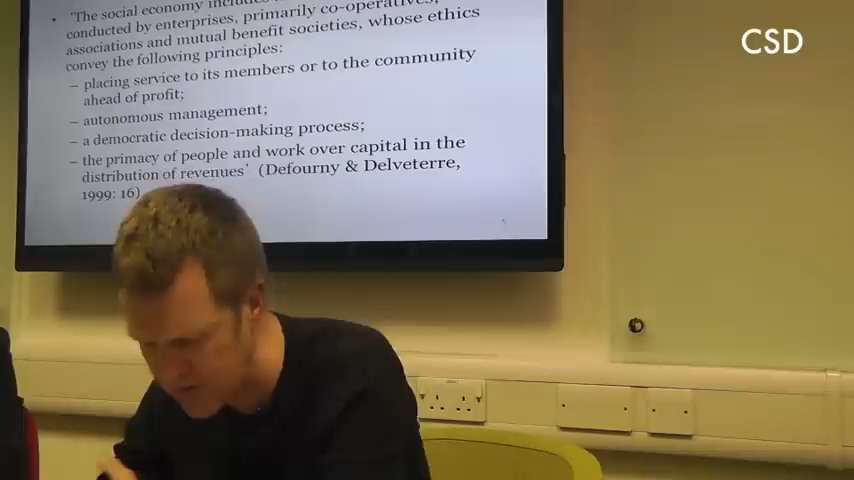 CSD
• 'The social economy includes
conducted by enterprises, primarily co-operatives,
associations and mutual benefit societies, whose ethics
convey the following principles:
– placing service to its members or to the community
ahead of profit;
– autonomous management;
– a democratic decision-making process;
– the primacy of people and work over capital in the
distribution of revenues' (Defourny & Delveterre,
1999: 16)